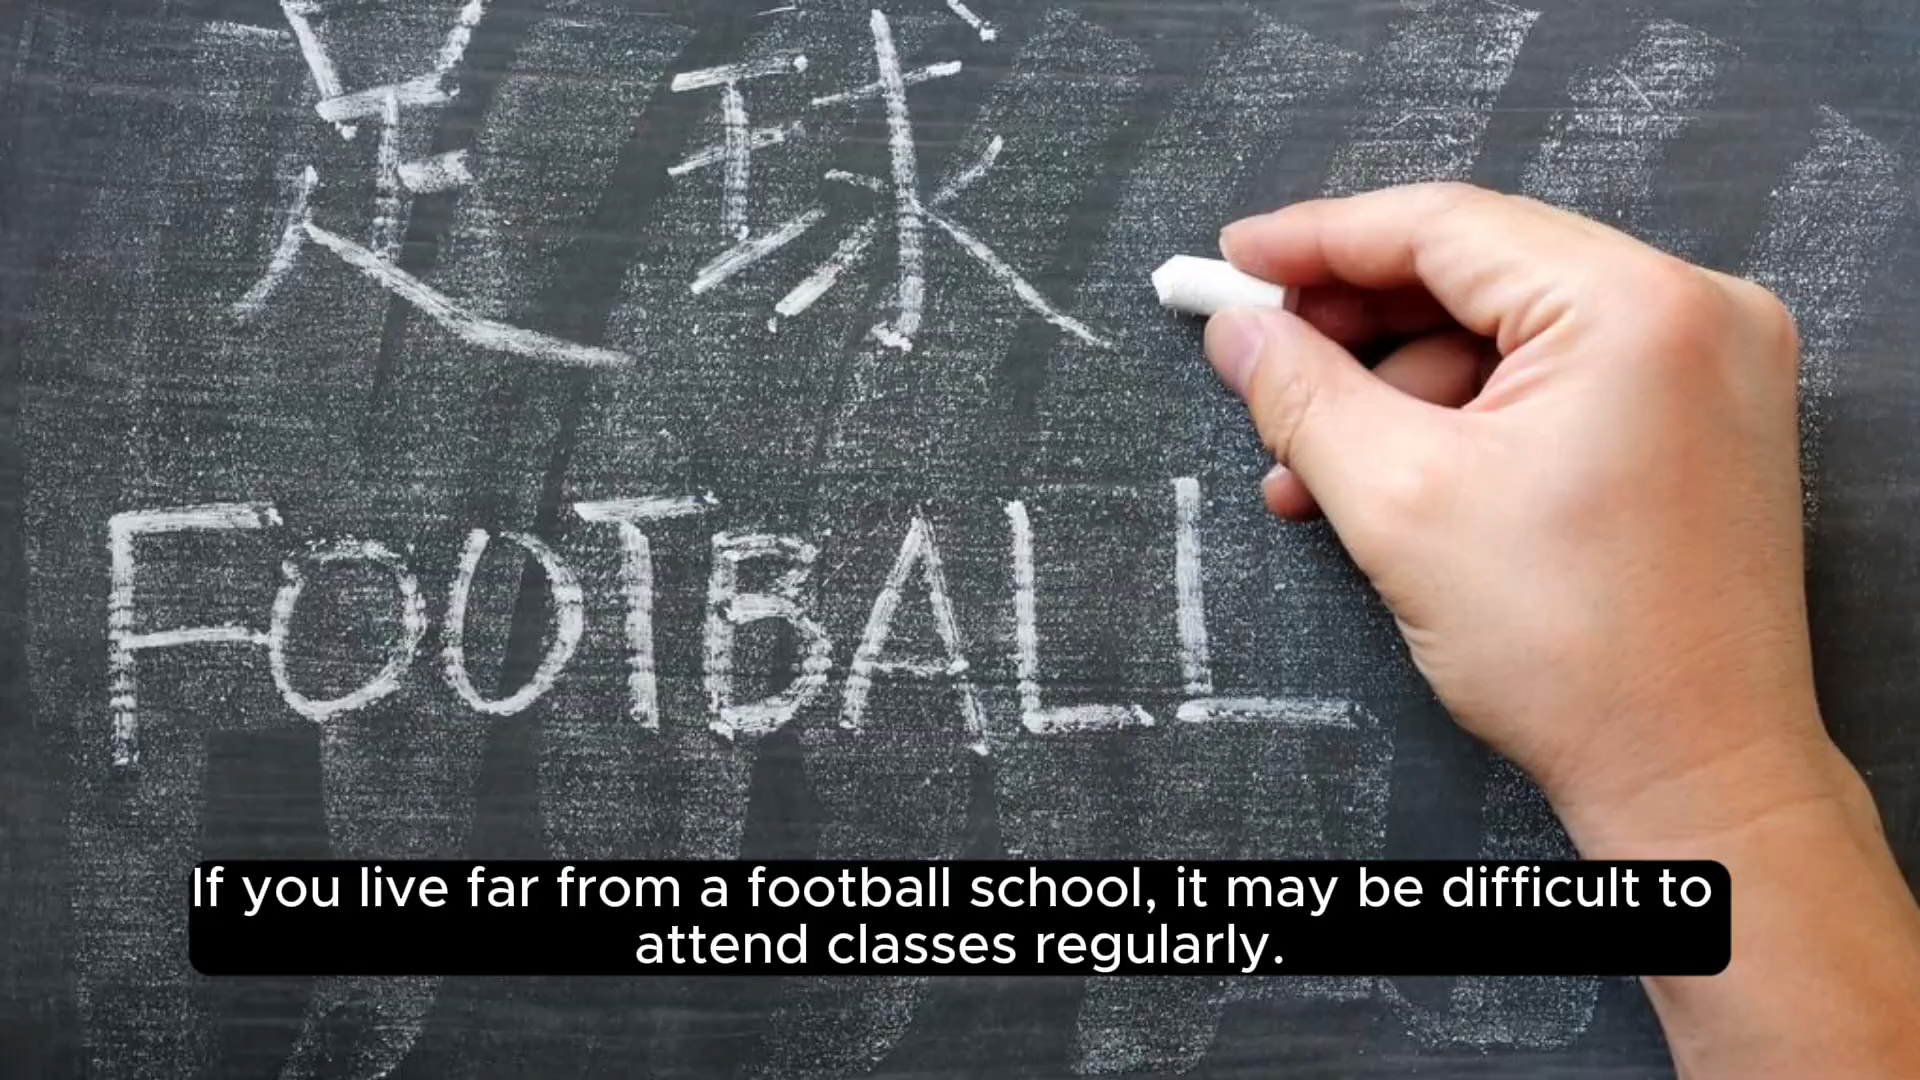 足球
FOOTBALL
If you live far from a football school, it may be difficult to
attend classes regularly.